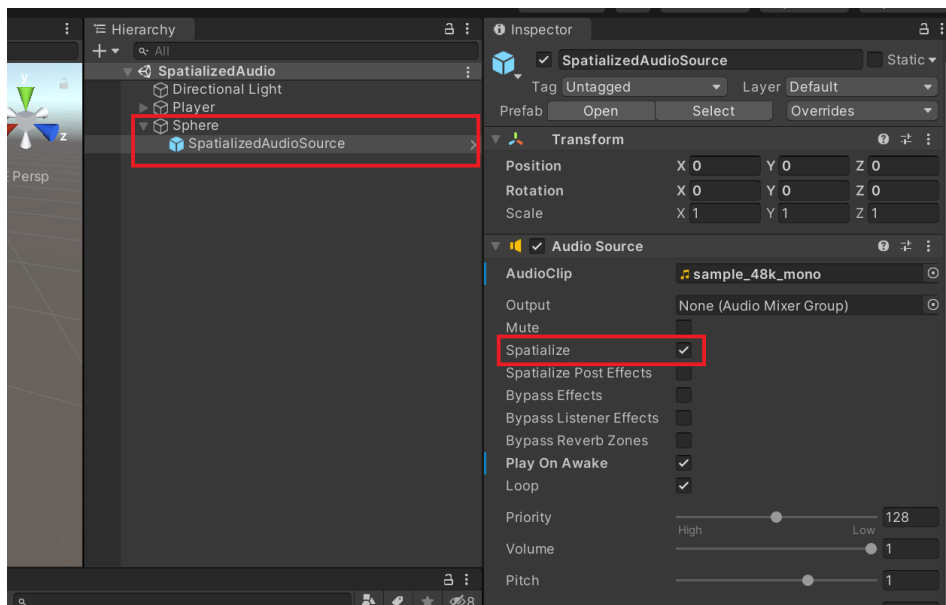 Hierarchy
All
SpatializedAudio
Directional Light
Player
Sphere
SpatializedAudioSource
y
z
Persp
8
Inspector
SpatializedAudioSource
Static
Tag Untagged Layer Default
Prefab Open Select Overrides
Transform
Position X 0 Y 0 Z 0
Rotation X 0 Y 0 Z 0
Scale X 1 Y 1 Z 1
Audio Source
AudioClip sample_48k_mono
Output None (Audio Mixer Group)
Mute
Spatialize
Spatialize Post Effects
Bypass Effects
Bypass Listener Effects
Bypass Reverb Zones
Play On Awake
Loop
Priority 128
High Low
Volume 1
Pitch 1